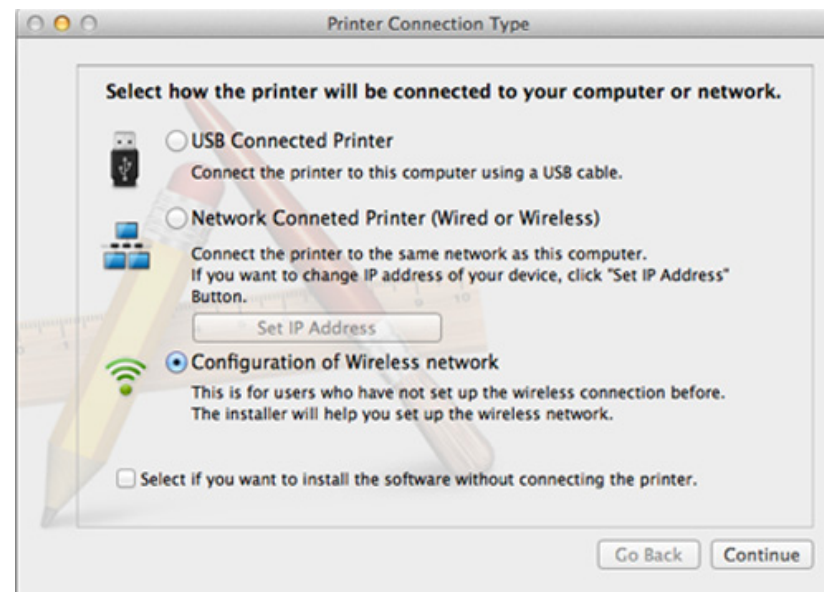 Printer Connection Type
Select how the printer will be connected to your computer or network.
USB Connected Printer
Connect the printer to this computer using a USB cable.
Network Conneted Printer (Wired or Wireless)
Connect the printer to the same network as this computer.
If you want to change IP address of your device, click "Set IP Address"
Button.
Set IP Address
Configuration of Wireless network
This is for users who have not set up the wireless connection before.
The installer will help you set up the wireless network.
Select if you want to install the software without connecting the printer.
Go Back Continue